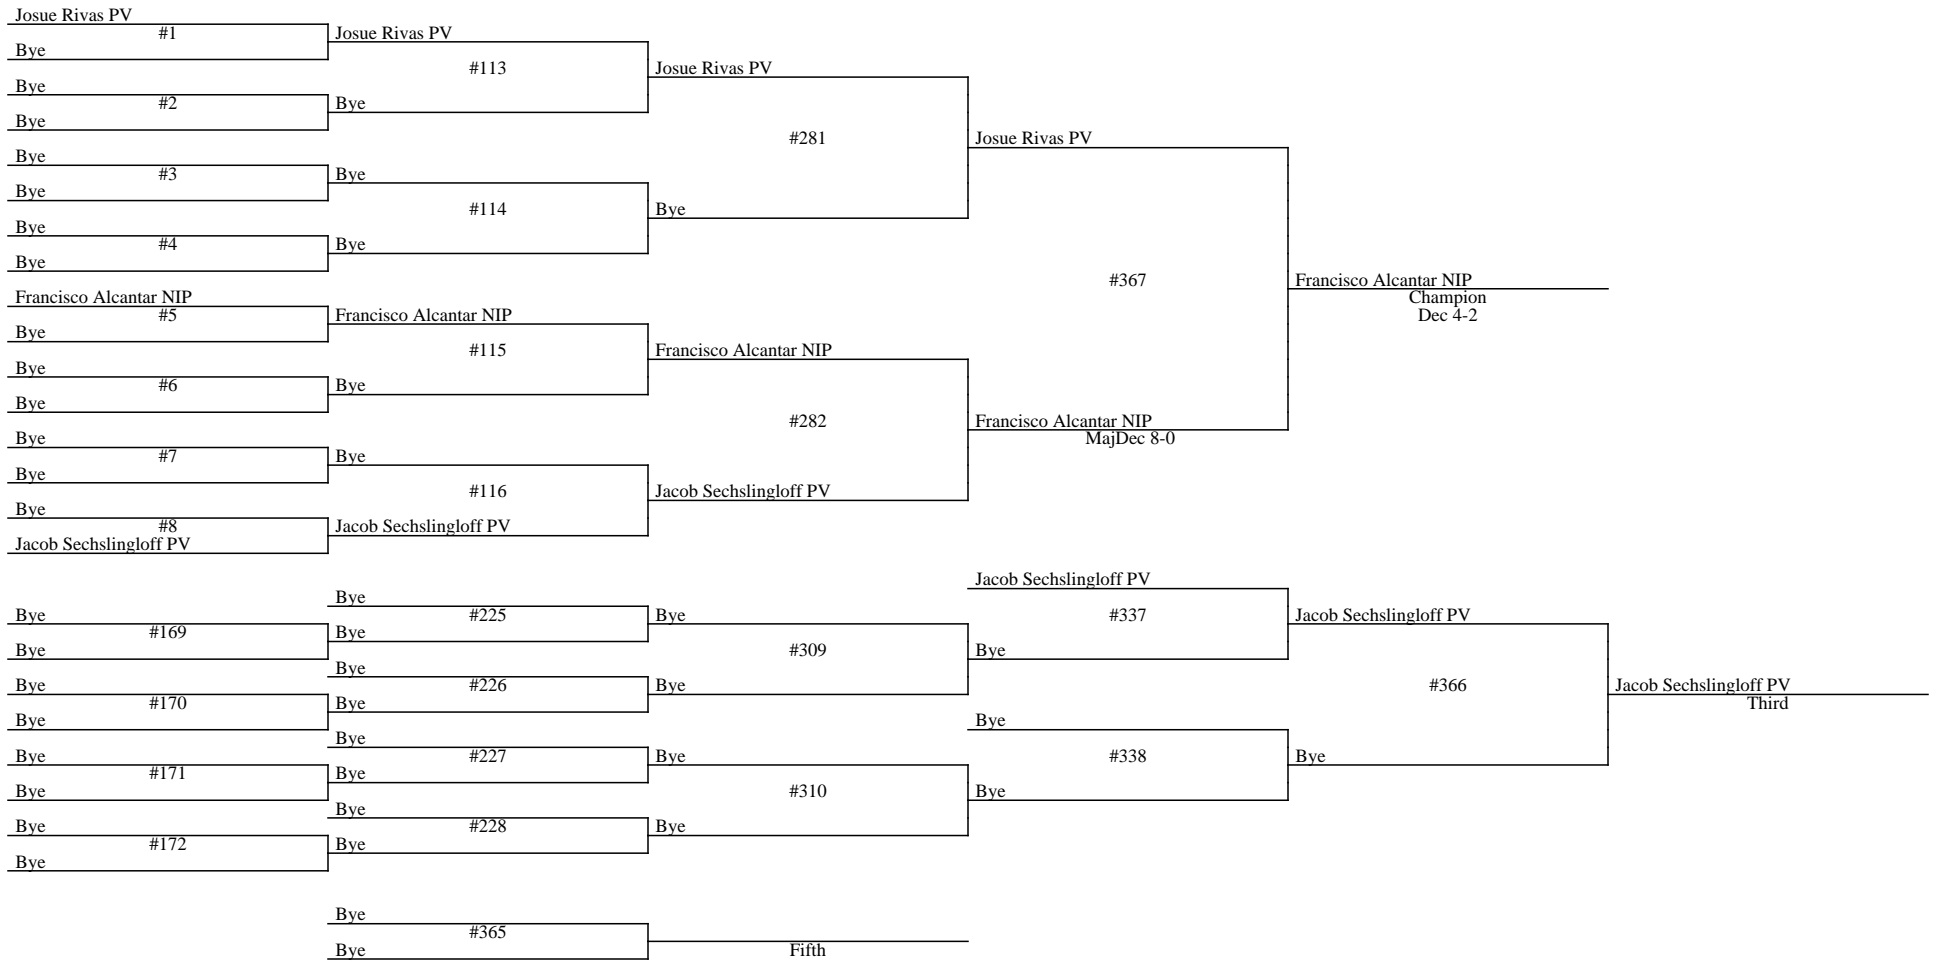 Josue Rivas PV
#1
Josue Rivas PV
Bye
#113
Josue Rivas PV
Bye
#2
Bye
Bye
#281
Josue Rivas PV
Bye
#3
Bye
Bye
#114
Bye
Bye
#4
Bye
Bye
#367
Francisco Alcantar NIP
Champion
Dec 4-2
Francisco Alcantar NIP
#5
Francisco Alcantar NIP
Bye
#115
Francisco Alcantar NIP
Bye
#6
Bye
Bye
#282
Francisco Alcantar NIP
MajDec 8-0
Bye
#7
Bye
Bye
#116
Jacob Sechslingloff PV
Bye
#8
Jacob Sechslingloff PV
Jacob Sechslingloff PV
Jacob Sechslingloff PV
Bye
Bye
#225
Bye
#337
Jacob Sechslingloff PV
#169
Bye
Bye
#309
Bye
Bye
Bye
#226
Bye
#366
Jacob Sechslingloff PV
Third
#170
Bye
Bye
Bye
Bye
Bye
#227
Bye
#338
Bye
#171
Bye
Bye
#310
Bye
Bye
Bye
#228
Bye
#172
Bye
Bye
Bye
#365
Bye
Fifth